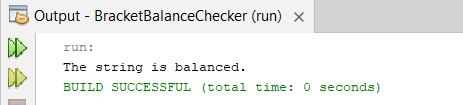 Output - BracketBalanceChecker (run)
run:
The string is balanced.
BUILD SUCCESSFUL (total time: 0 seconds)